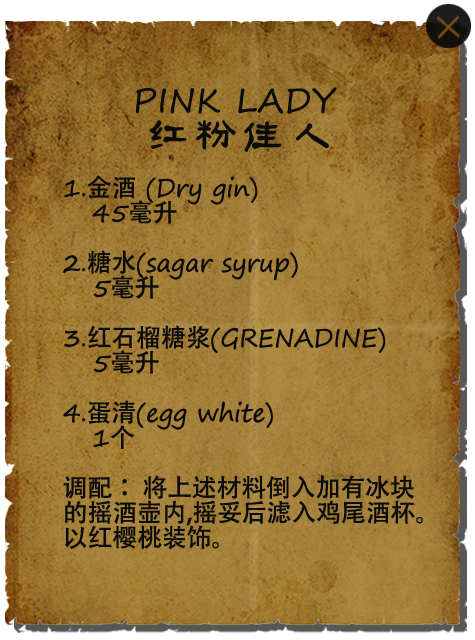 PINK LADY
红粉佳人
1.金酒 (Dry gin)
45毫升
2.糖水(sagar syrup)
5毫升
3.红石榴糖浆(GRENADINE)
5毫升
4.蛋清(egg white)
1个
调配：将上述材料倒入加有冰块
的摇酒壶内,摇妥后滤入鸡尾酒杯。
以红樱桃装饰。